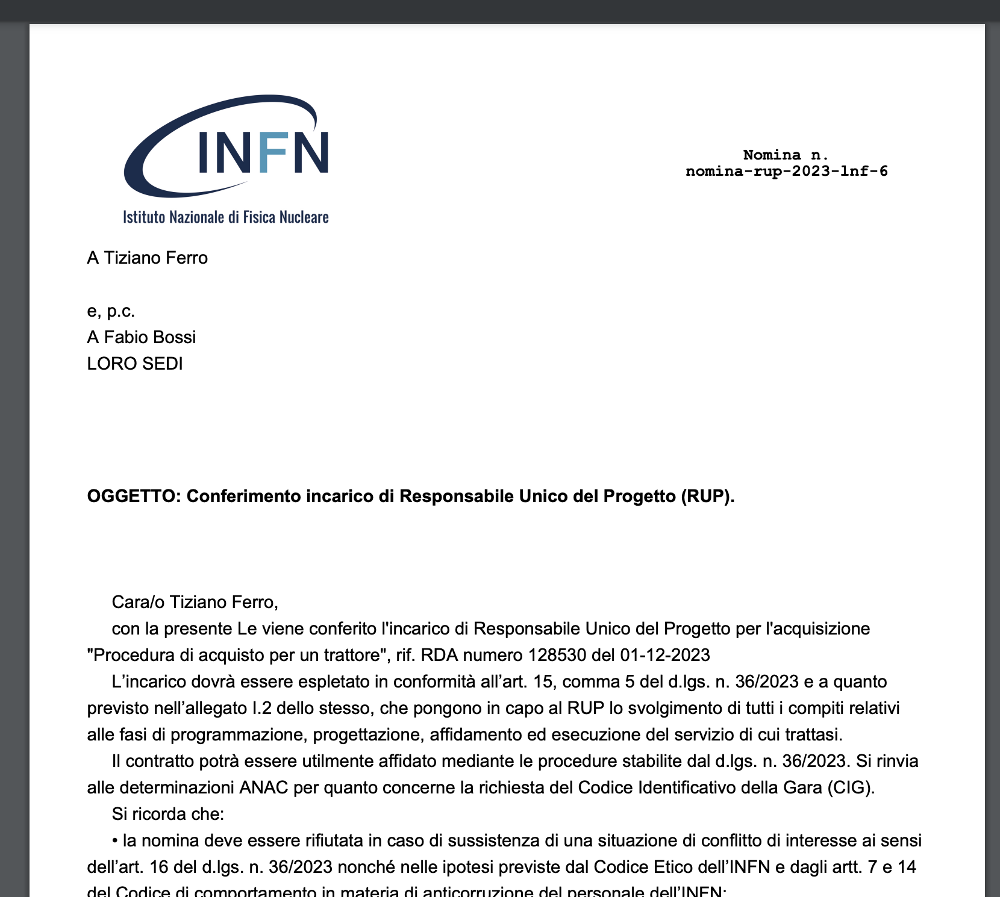 INFN
Istituto Nazionale di Fisica Nucleare
Nomina n.
nomina-rup-2023-lnf-6
A Tiziano Ferro
e, p.c.
A Fabio Bossi
LORO SEDI
OGGETTO: Conferimento incarico di Responsabile Unico del Progetto (RUP).
Cara/o Tiziano Ferro,
con la presente Le viene conferito l'incarico di Responsabile Unico del Progetto per l'acquisizione
"Procedura di acquisto per un trattore", rif. RDA numero 128530 del 01-12-2023
L’incarico dovrà essere espletato in conformità all’art. 15, comma 5 del d.lgs. n. 36/2023 e a quanto
previsto nell’allegato I.2 dello stesso, che pongono in capo al RUP lo svolgimento di tutti i compiti relativi
alle fasi di programmazione, progettazione, affidamento ed esecuzione del servizio di cui trattasi.
Il contratto potrà essere utilmente affidato mediante le procedure stabilite dal d.lgs. n. 36/2023. Si rinvia
alle determinazioni ANAC per quanto concerne la richiesta del Codice Identificativo della Gara (CIG).
Si ricorda che:
• la nomina deve essere rifiutata in caso di sussistenza di una situazione di conflitto di interesse ai sensi
dell’art. 16 del d.lgs. n. 36/2023 nonché nelle ipotesi previste dal Codice Etico dell’INFN e dagli artt. 7 e 14
del Codice di comportamento in materia di anticorruzione del personale dell’INFN;